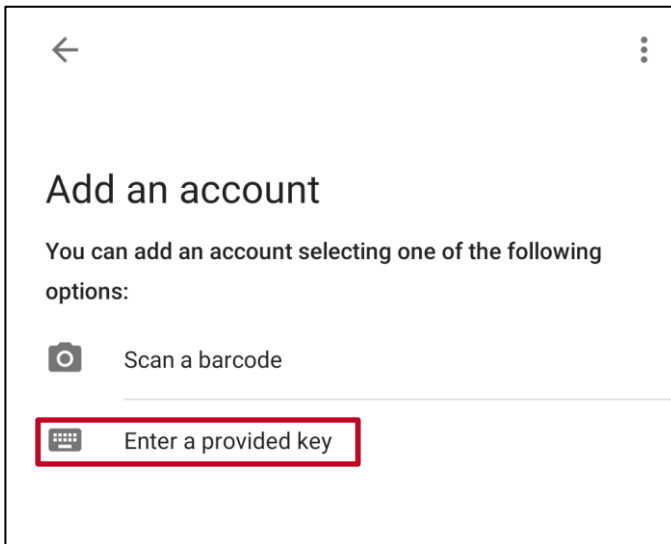 Add an account
You can add an account selecting one of the following
options:
Scan a barcode
Enter a provided key